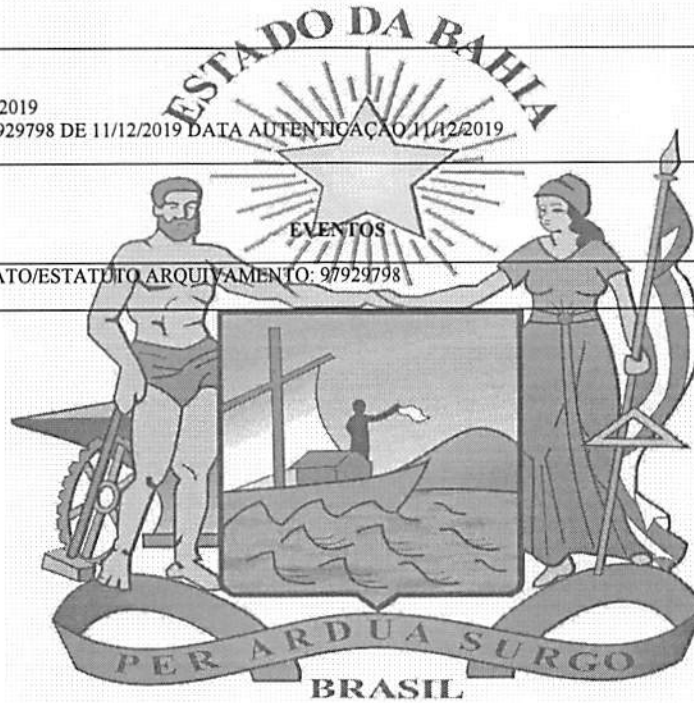 ESTADO DA BAHIA
2019
929798 DE 11/12/2019 DATA AUTENTICAÇÃO 11/12/2019
EVENTOS
ATO/ESTATUTO ARQUIVAMENTO: 97929798
PER ARDUA SURGO
BRASIL